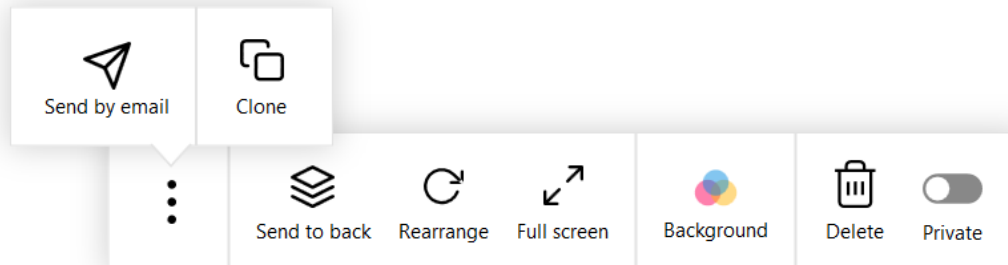 Send by email
Clone
Send to back
Rearrange
Full screen
Background
Delete
Private